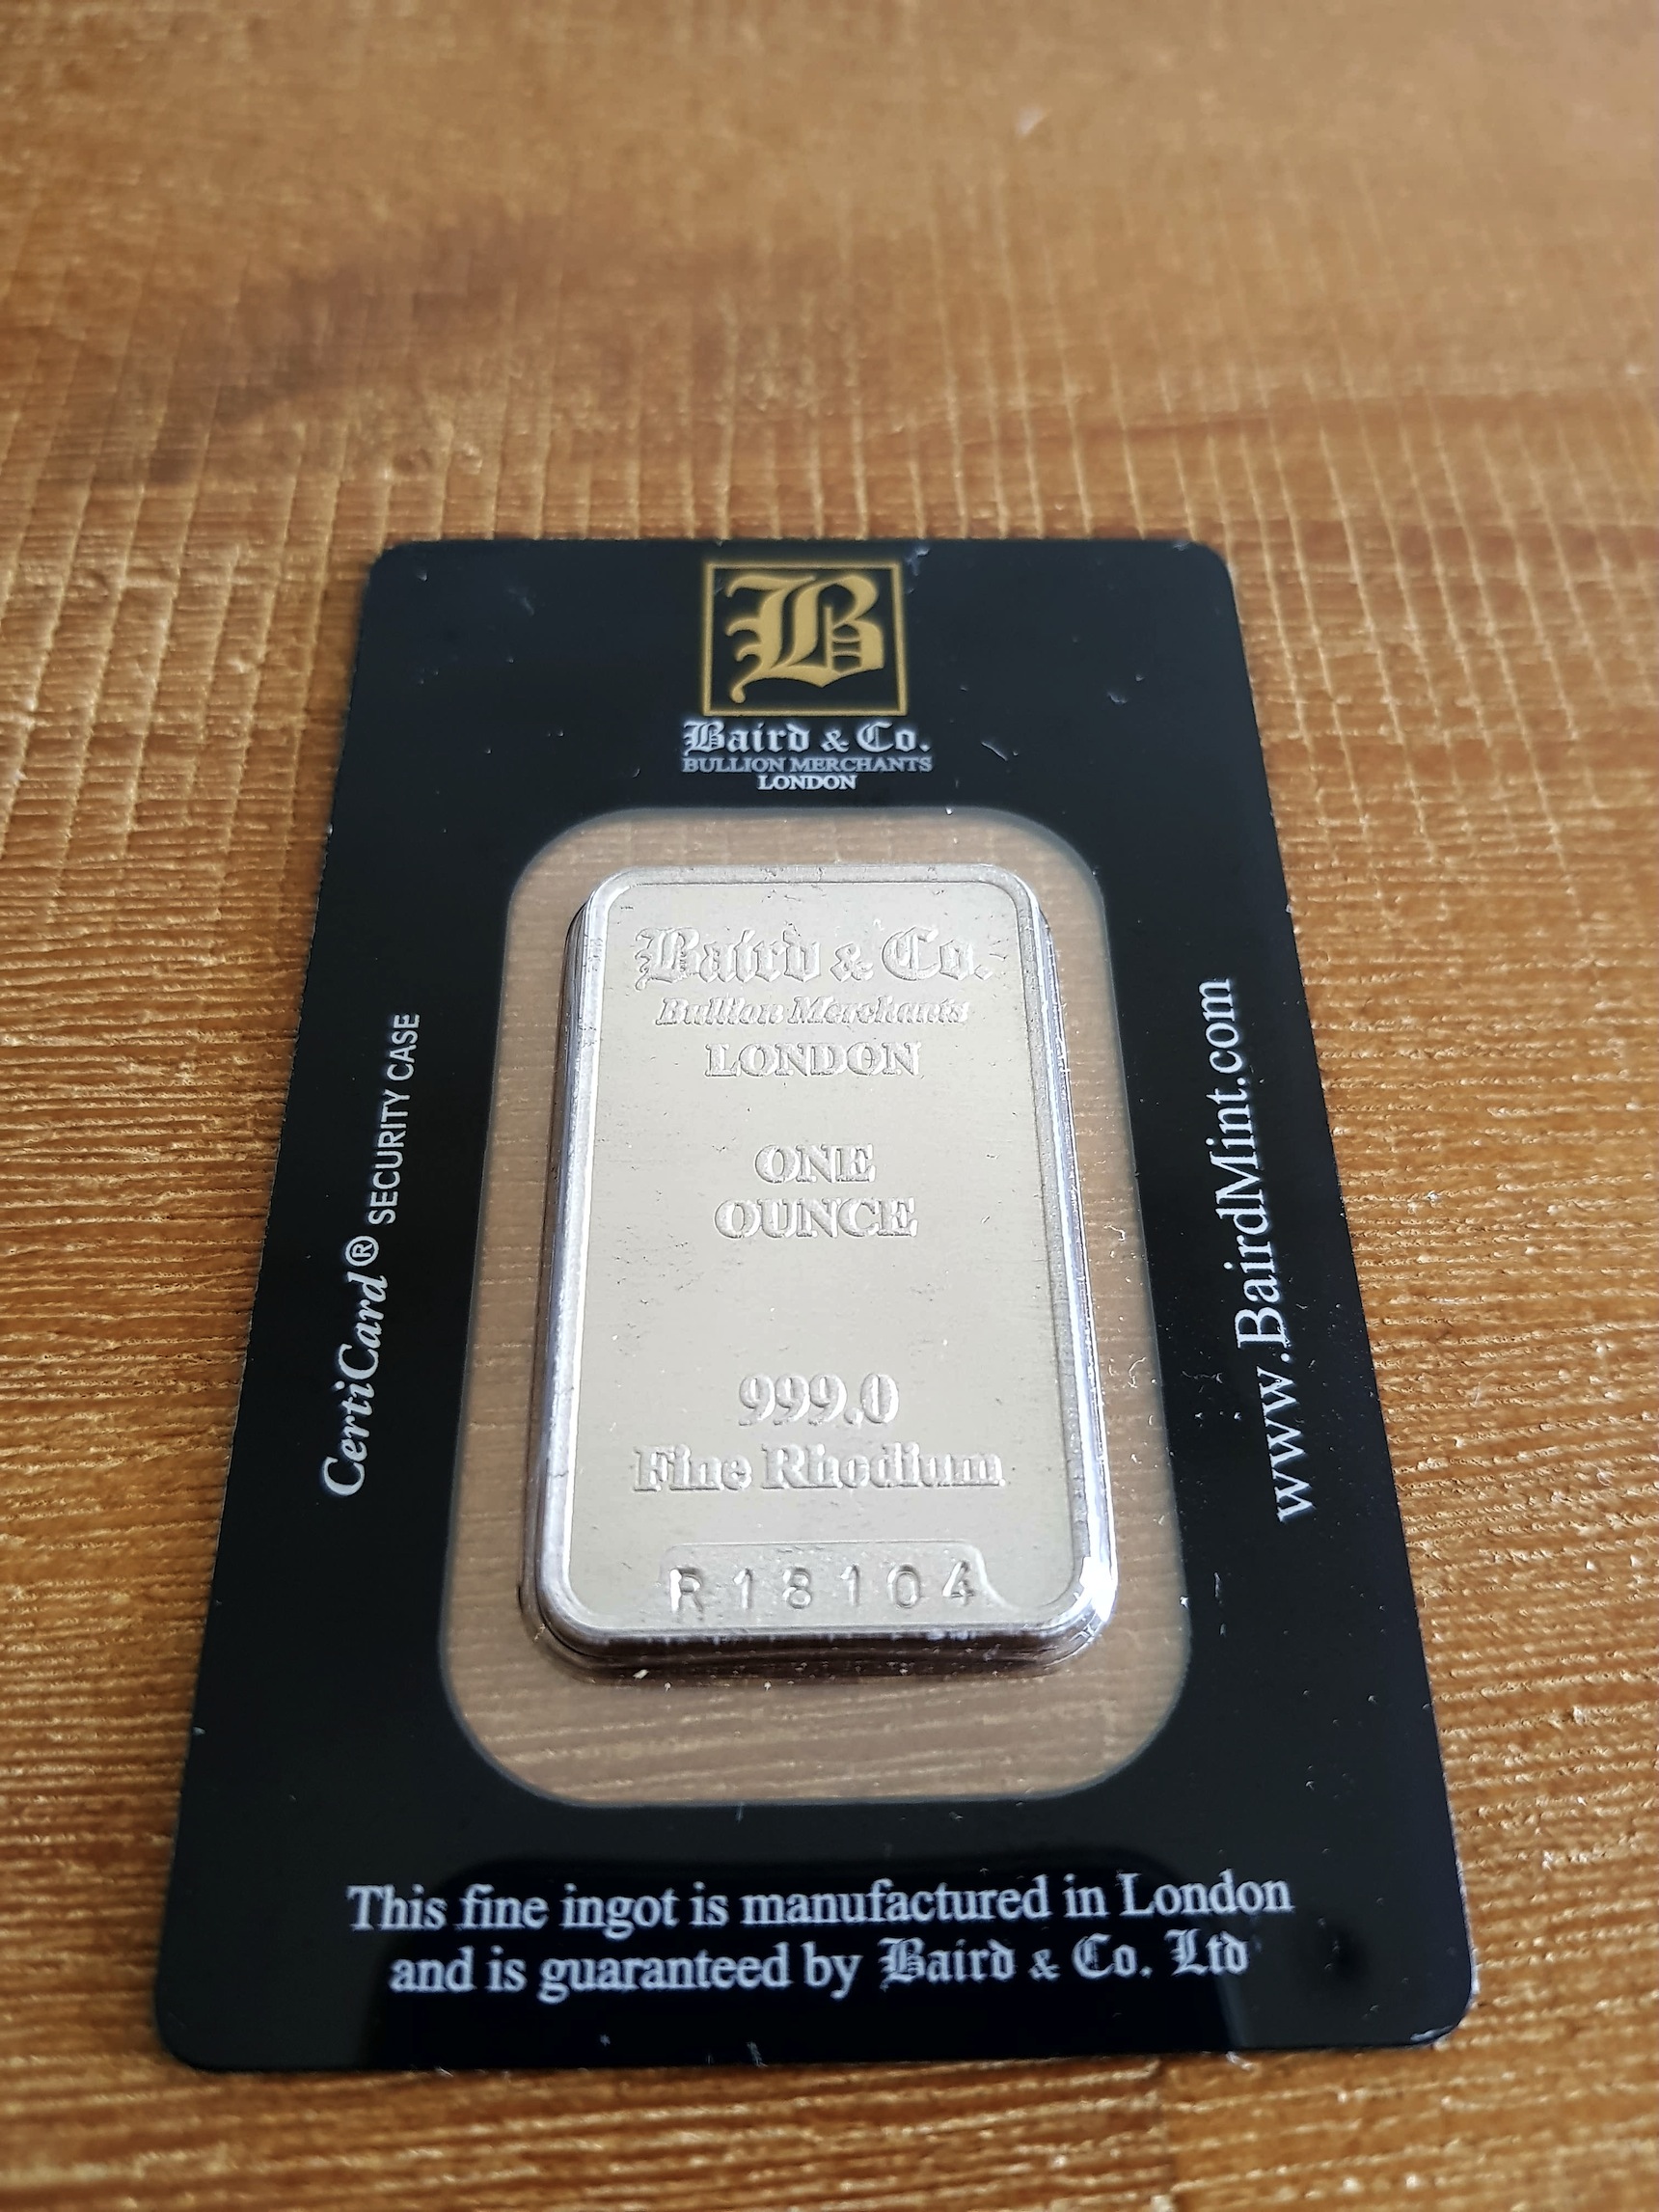 B
Baird & Co.
BULLION MERCHANTS
LONDON
CertiCard® SECURITY CASE
Baird & Co.
Bullion Merchants
LONDON
ONE
OUNCE
999.0
Fine Rhodium
R18104
www.BairdMint.com
This fine ingot is manufactured in London
and is guaranteed by Baird & Co. Ltd